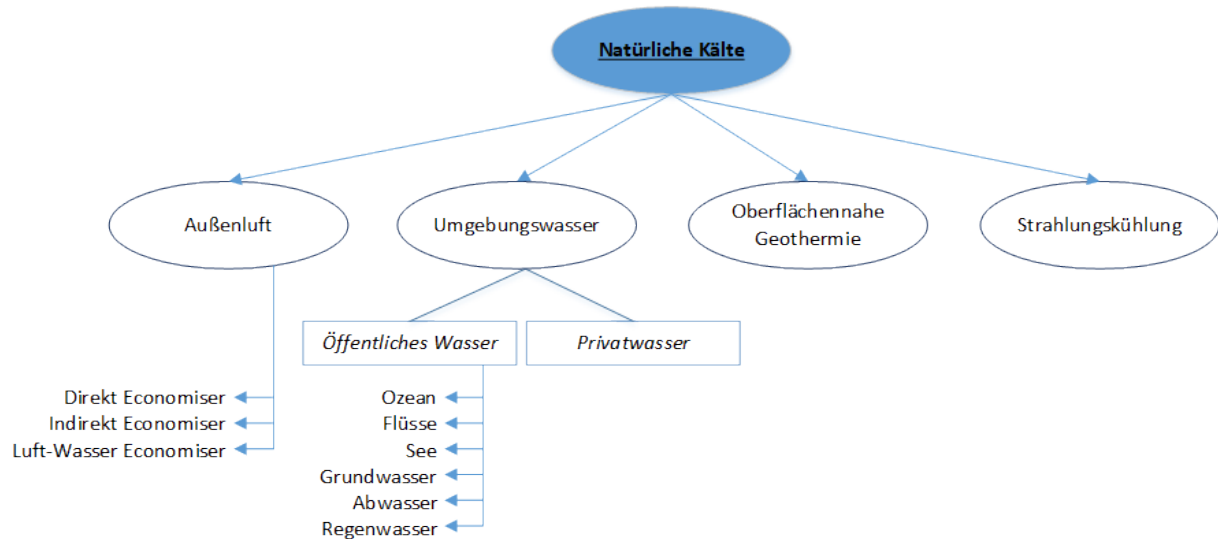 Natürliche Kälte
Außenluft
Umgebungswasser
Oberflächennahe
Geothermie
Strahlungskühlung
Öffentliches Wasser
Privatwasser
Direkt Economiser
Indirekt Economiser
Luft-Wasser Economiser
Ozean
Flüsse
See
Grundwasser
Abwasser
Regenwasser